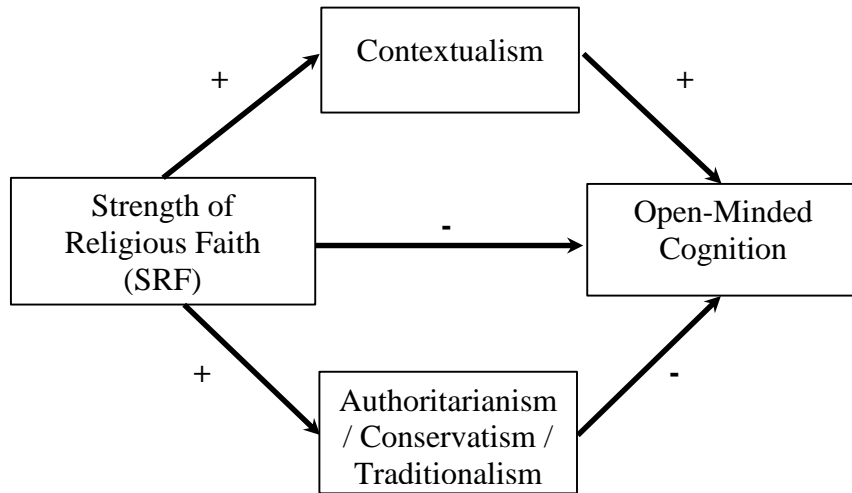 Contextualism
+
+
Strength of
Religious Faith
(SRF)
-
Open-Minded
Cognition
+
-
Authoritarianism
/ Conservatism /
Traditionalism